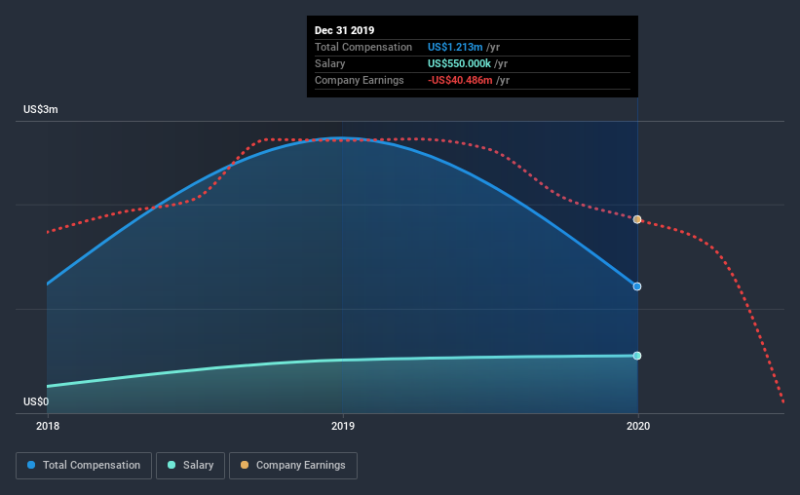 Dec 31 2019
Total Compensation US$1.213m /yr
Salary US$550.000k /yr
Company Earnings -US$40.486m /yr
US$3m
US$0
2018 2019 2020
Total Compensation Salary Company Earnings